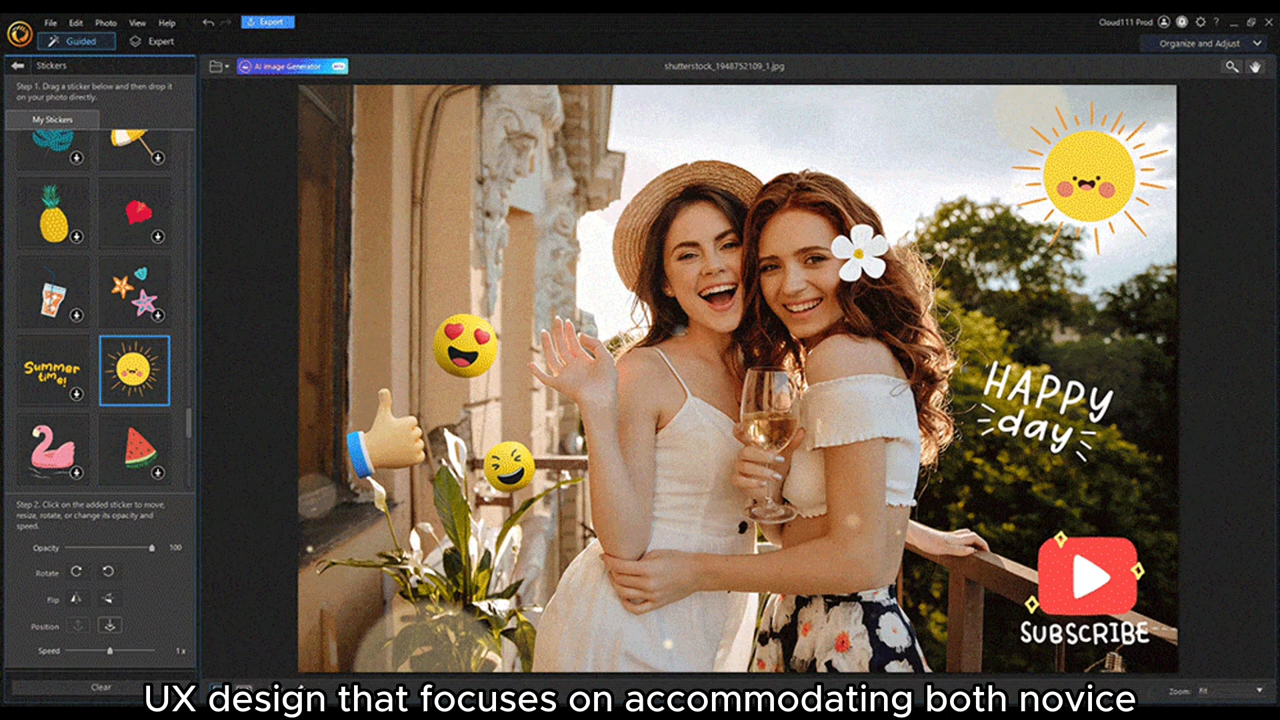 File Edit Photo View Help
Export
Cloud111 Prod
?
Guided
Expert
Organize and Adjust
Stickers
AI Image Generator
BETA
shutterstock_1948752109_1.jpg
Step 1. Drag a sticker below and then drop it
on your photo directly.
My Stickers
Summer
time!
HAPPY
day
SUBSCRIBE
Step 2. Click on the added sticker to move,
resize, rotate, or change its opacity and
speed.
Opacity 100
Rotate
Flip
Position
Speed 1 x
Clear
Zoom: Fit
UX design that focuses on accommodating both novice